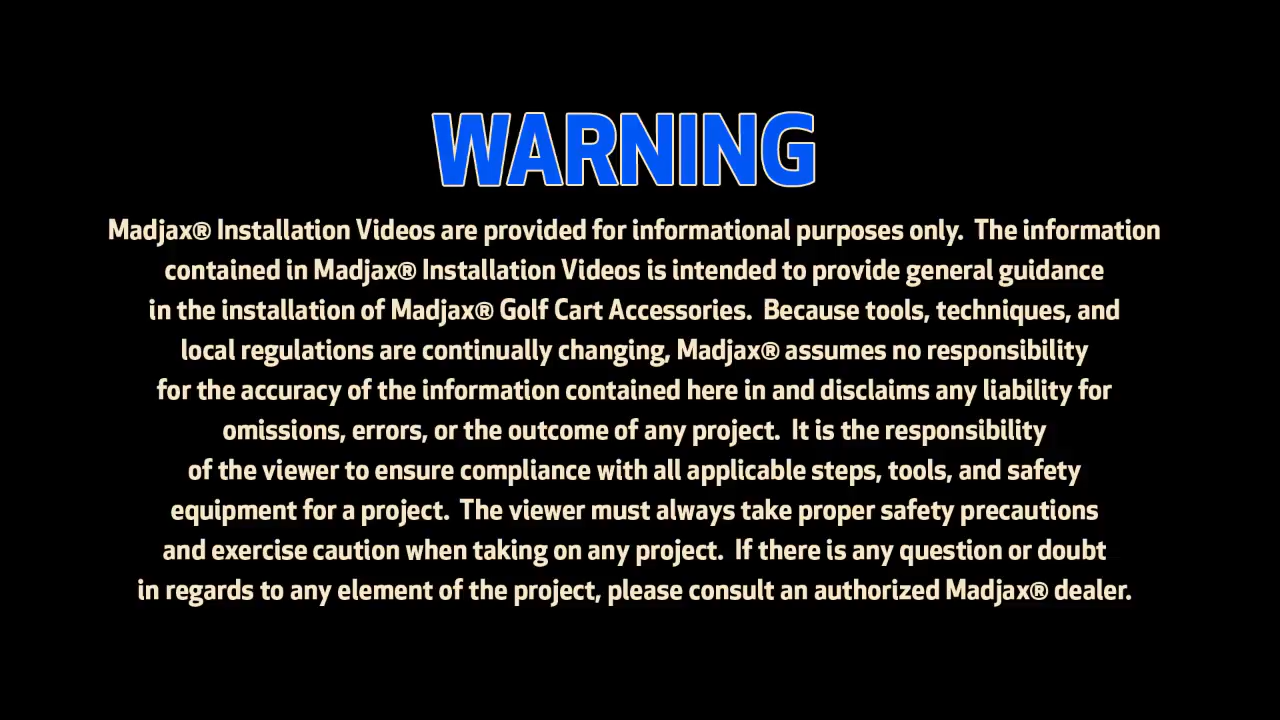 WARNING
Madjax® Installation Videos are provided for informational purposes only.  The information
contained in Madjax® Installation Videos is intended to provide general guidance
in the installation of Madjax® Golf Cart Accessories.  Because tools, techniques, and
local regulations are continually changing, Madjax® assumes no responsibility
for the accuracy of the information contained here in and disclaims any liability for
omissions, errors, or the outcome of any project.  It is the responsibility
of the viewer to ensure compliance with all applicable steps, tools, and safety
equipment for a project.  The viewer must always take proper safety precautions
and exercise caution when taking on any project.  If there is any question or doubt
in regards to any element of the project, please consult an authorized Madjax® dealer.